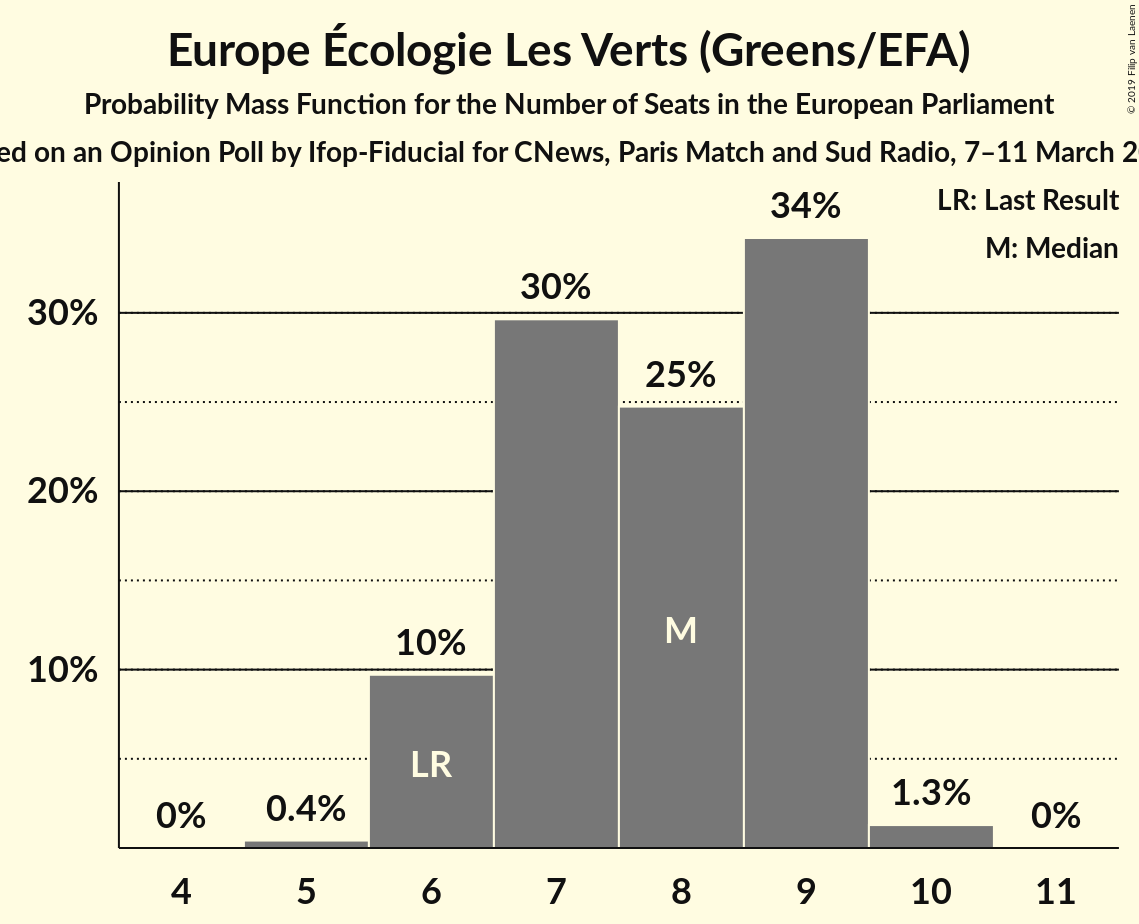 Europe Écologie Les Verts (Greens/EFA)
Probability Mass Function for the Number of Seats in the European Parliament
on an Opinion Poll by Ifop-Fiducial for CNews, Paris Match and Sud Radio, 7–11 March
© 2019 Filip van Laenen
LR: Last Result
M: Median
34%
30%
25%
10%
1.3%
0.4%
0%
0%
30%
20%
10%
LR
M
4 5 6 7 8 9 10 11